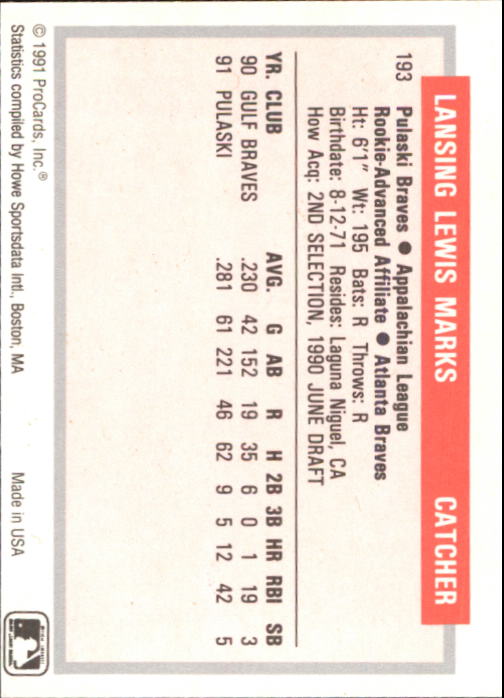 LANSING LEWIS MARKS CATCHER
193 Pulaski Braves ● Appalachian League
Rookie-Advanced Affiliate ● Atlanta Braves
Ht: 6'1" Wt: 195 Bats: R Throws: R
Birthdate: 8-12-71 Resides: Laguna Niguel, CA
How Acq: 2ND SELECTION, 1990 JUNE DRAFT
YR. CLUB AVG. G AB R H 2B 3B HR RBI SB
90 GULF BRAVES .230 42 152 19 35 6 0 1 19 3
91 PULASKI .281 61 221 46 62 9 5 12 42 5
© 1991 ProCards, Inc.®
Statistics compiled by Howe Sportsdata Intl., Boston, MA Made in USA